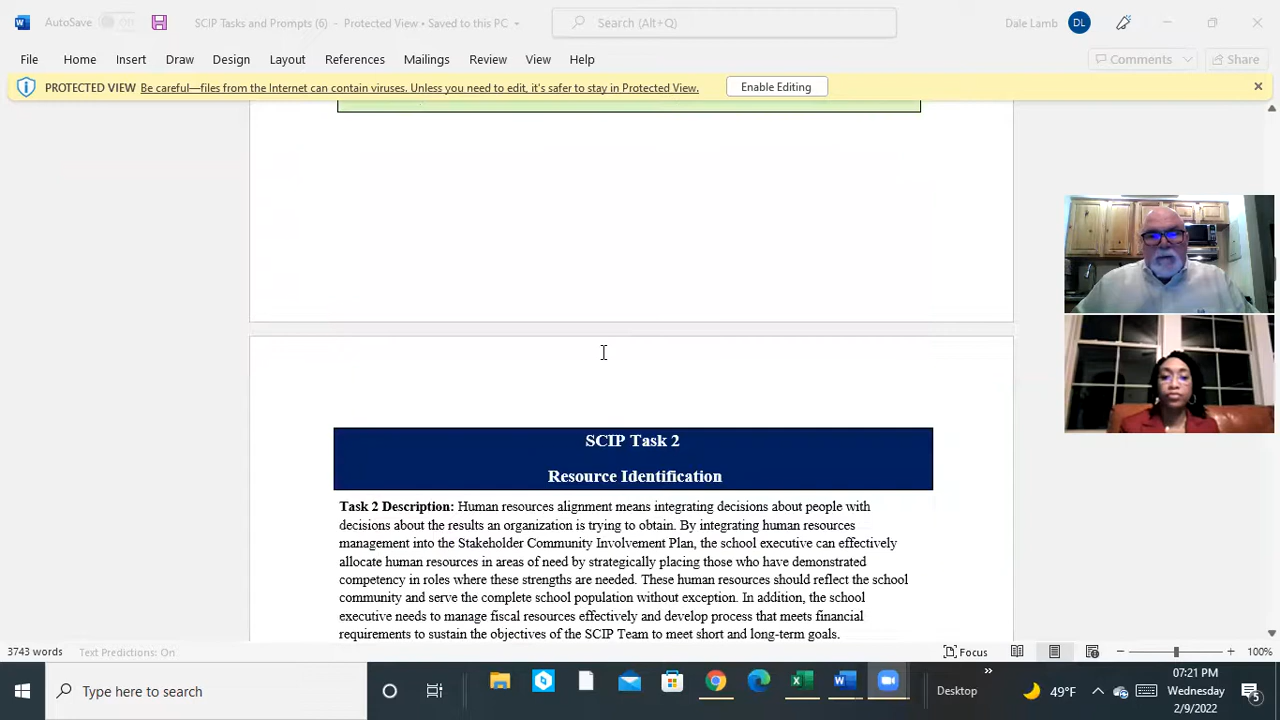 AutoSave Off SCIP Tasks and Prompts (6) - Protected View • Saved to this PC Search (Alt+Q) Dale Lamb DL
File Home Insert Draw Design Layout References Mailings Review View Help Comments Share
PROTECTED VIEW Be careful—files from the Internet can contain viruses. Unless you need to edit, it's safer to stay in Protected View. Enable Editing
SCIP Task 2
Resource Identification
Task 2 Description: Human resources alignment means integrating decisions about people with
decisions about the results an organization is trying to obtain. By integrating human resources
management into the Stakeholder Community Involvement Plan, the school executive can effectively
allocate human resources in areas of need by strategically placing those who have demonstrated
competency in roles where these strengths are needed. These human resources should reflect the school
community and serve the complete school population without exception. In addition, the school
executive needs to manage fiscal resources effectively and develop process that meets financial
requirements to sustain the objectives of the SCIP Team to meet short and long-term goals.
3743 words Text Predictions: On Focus 100%
Type here to search Desktop 49°F 07:21 PM
Wednesday
2/9/2022
5